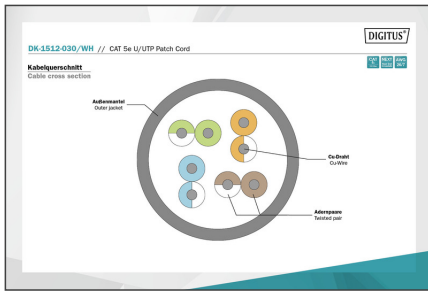 DIGITUS®
DK-1512-030/WH // CAT 5e U/UTP Patch Cord
Kabelquerschnitt
Cable cross section
Außenmantel
Outer jacket
Cu-Draht
Cu-Wire
Adernpaare
Twisted pair